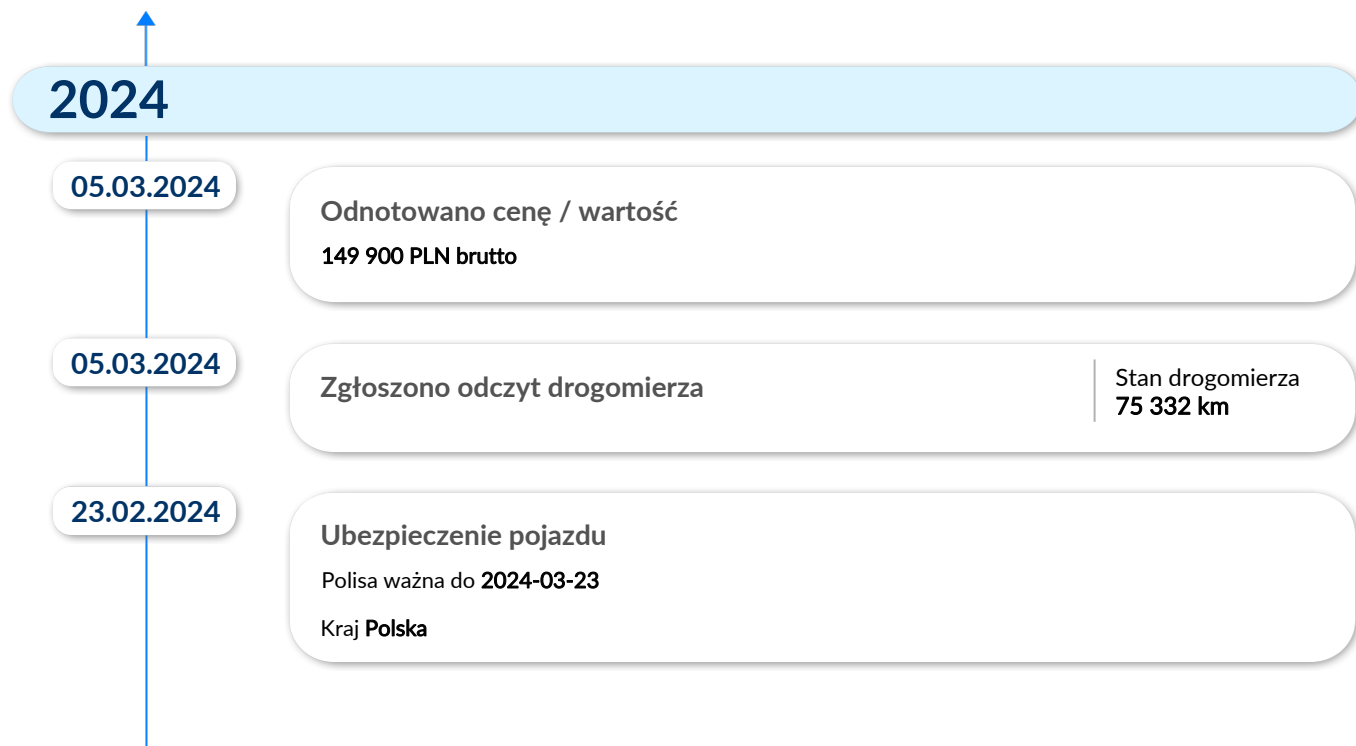 2024
05.03.2024
Odnotowano cenę / wartość
149 900 PLN brutto
05.03.2024
Zgłoszono odczyt drogomierza
Stan drogomierza
75 332 km
23.02.2024
Ubezpieczenie pojazdu
Polisa ważna do 2024-03-23
Kraj Polska